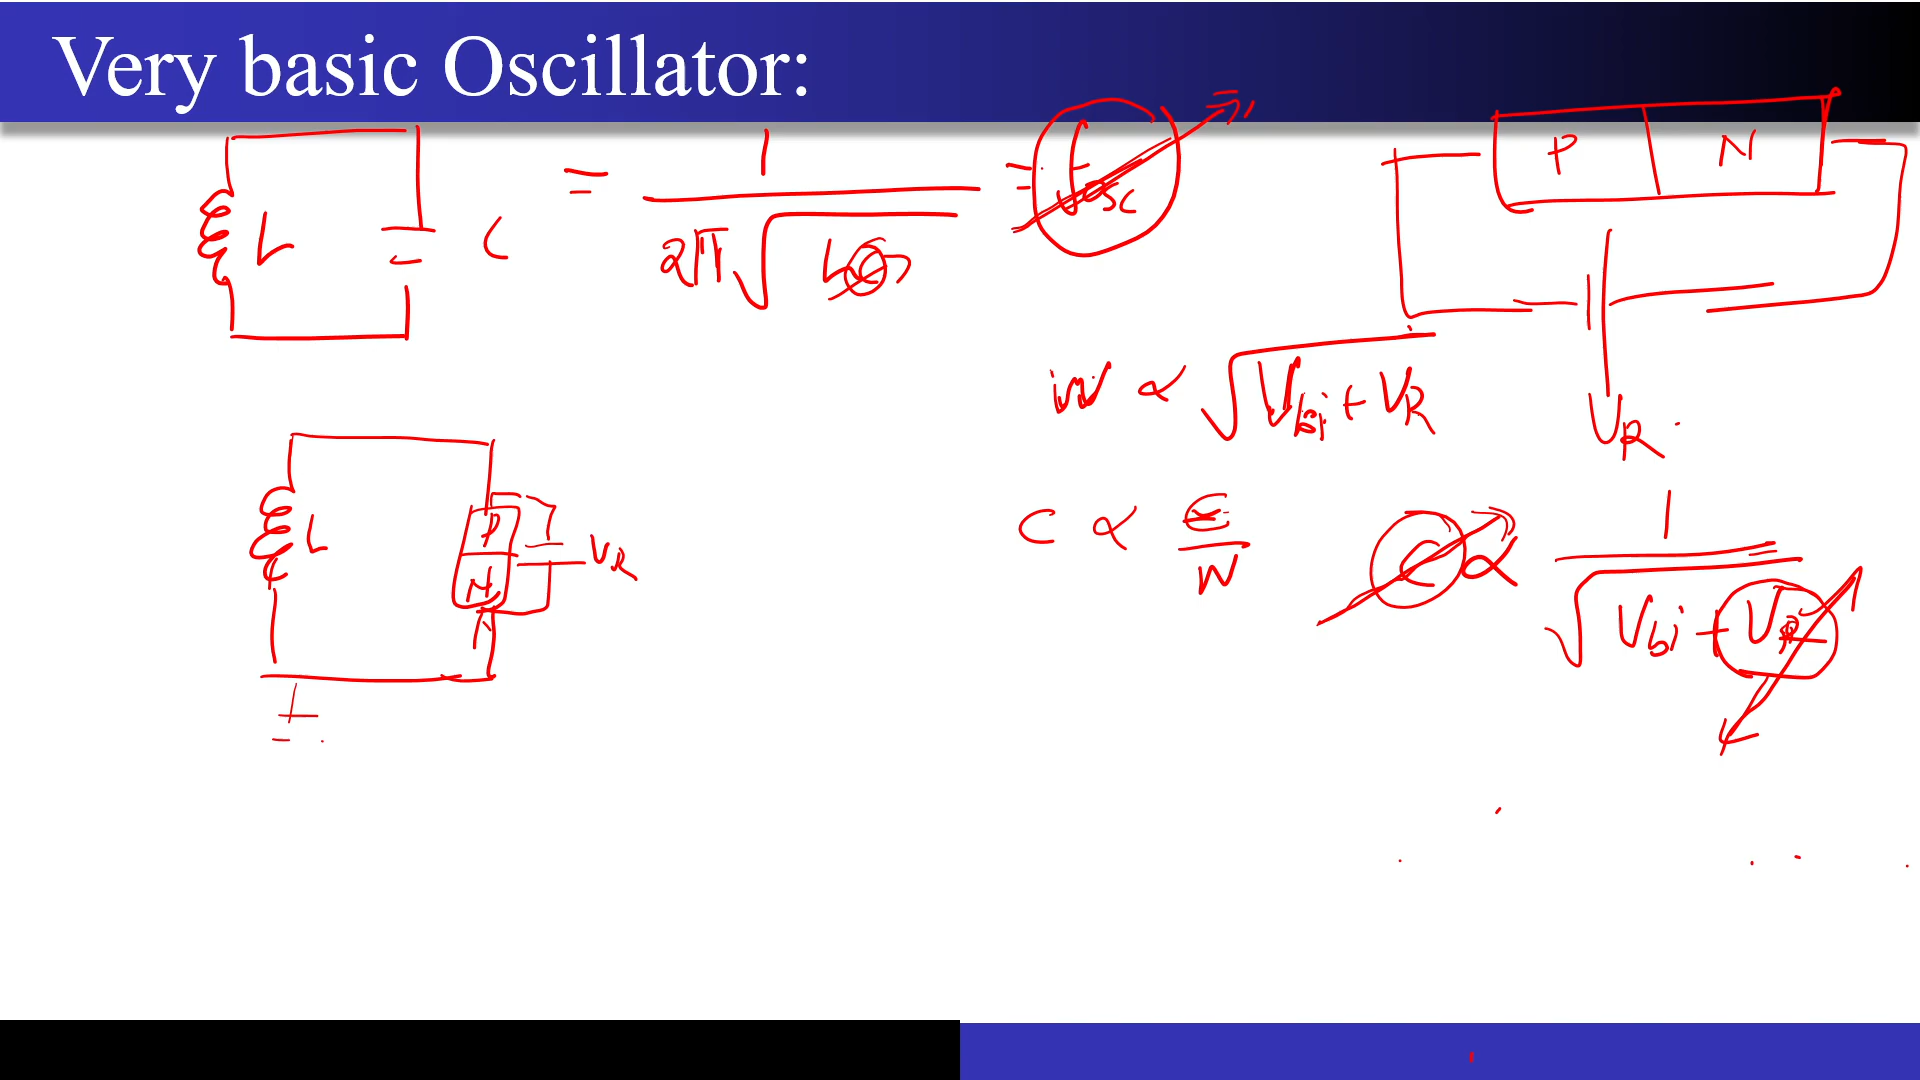 Very basic Oscillator:
L C = 1 / 2π√LC = fosc
P N
VR
W ∝ √Vbi + VR
L P N VR
C ∝ ε / W
C ∝ 1 / √Vbi + VR